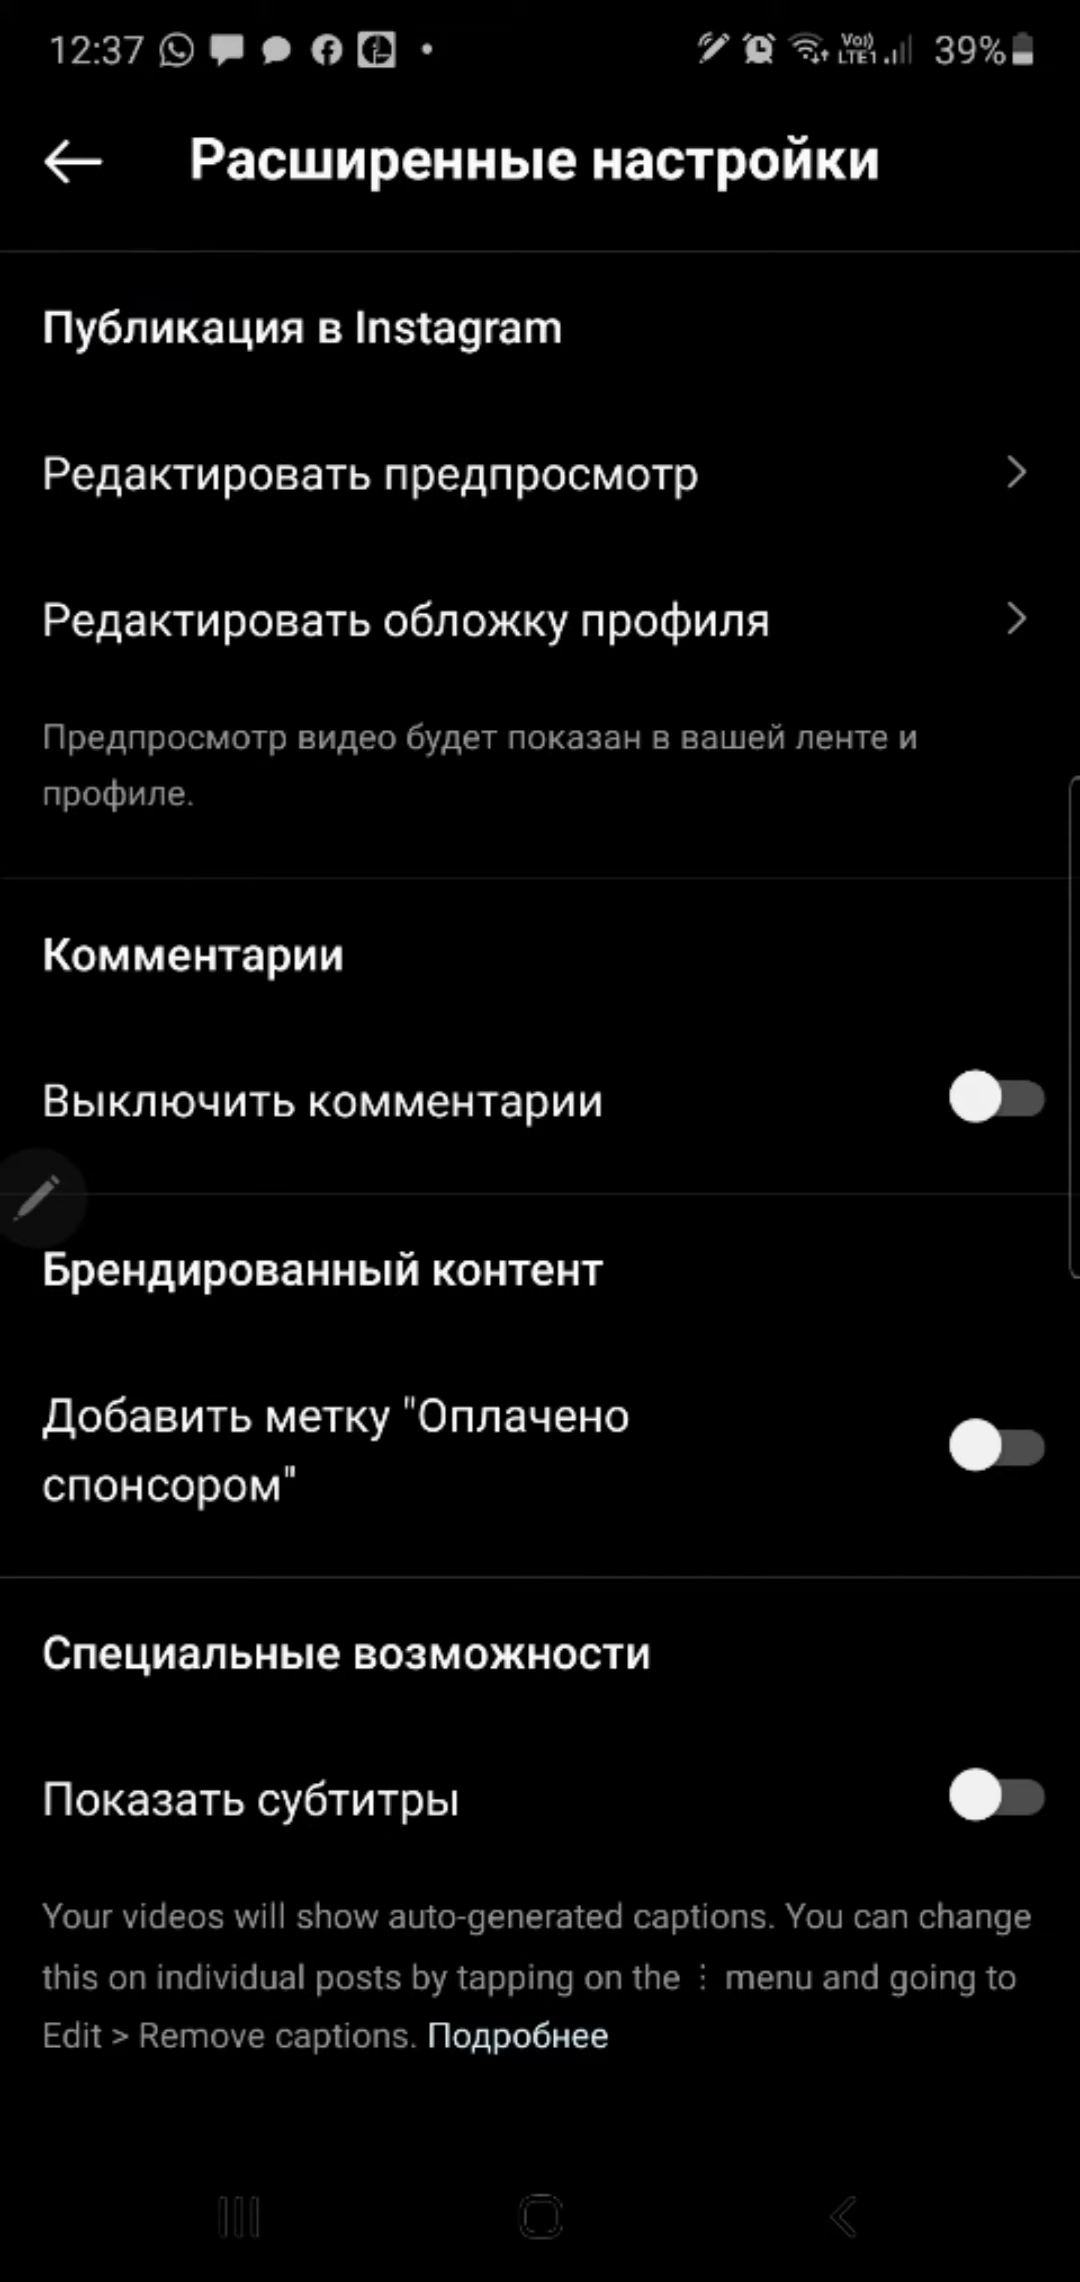 12:37
39%
Расширенные настройки
Публикация в Instagram
Редактировать предпросмотр
Редактировать обложку профиля
Предпросмотр видео будет показан в вашей ленте и
профиле.
Комментарии
Выключить комментарии
Брендированный контент
Добавить метку "Оплачено
спонсором"
Специальные возможности
Показать субтитры
Your videos will show auto-generated captions. You can change
this on individual posts by tapping on the ⋮ menu and going to
Edit > Remove captions. Подробнее